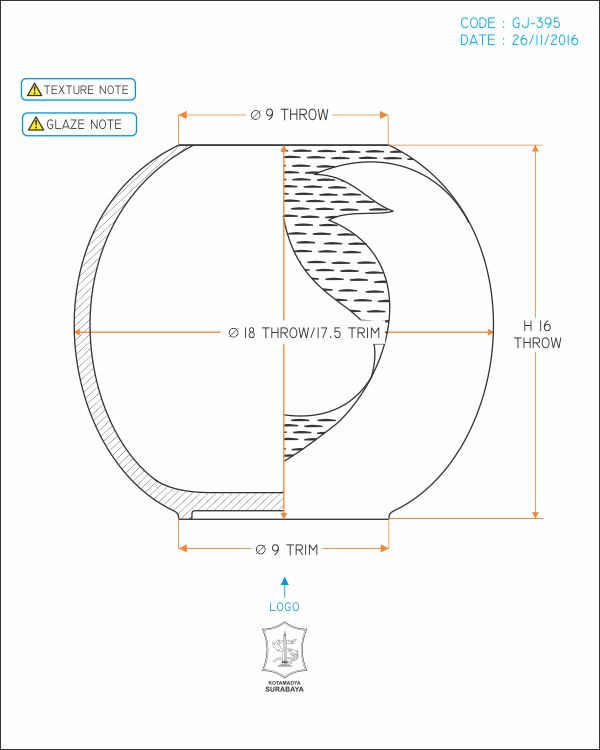 CODE : GJ-395
DATE : 26/11/2016
TEXTURE NOTE
GLAZE NOTE
Ø 9 THROW
Ø 18 THROW/17.5 TRIM
H 16
THROW
Ø 9 TRIM
LOGO
KOTAMADYA
SURABAYA